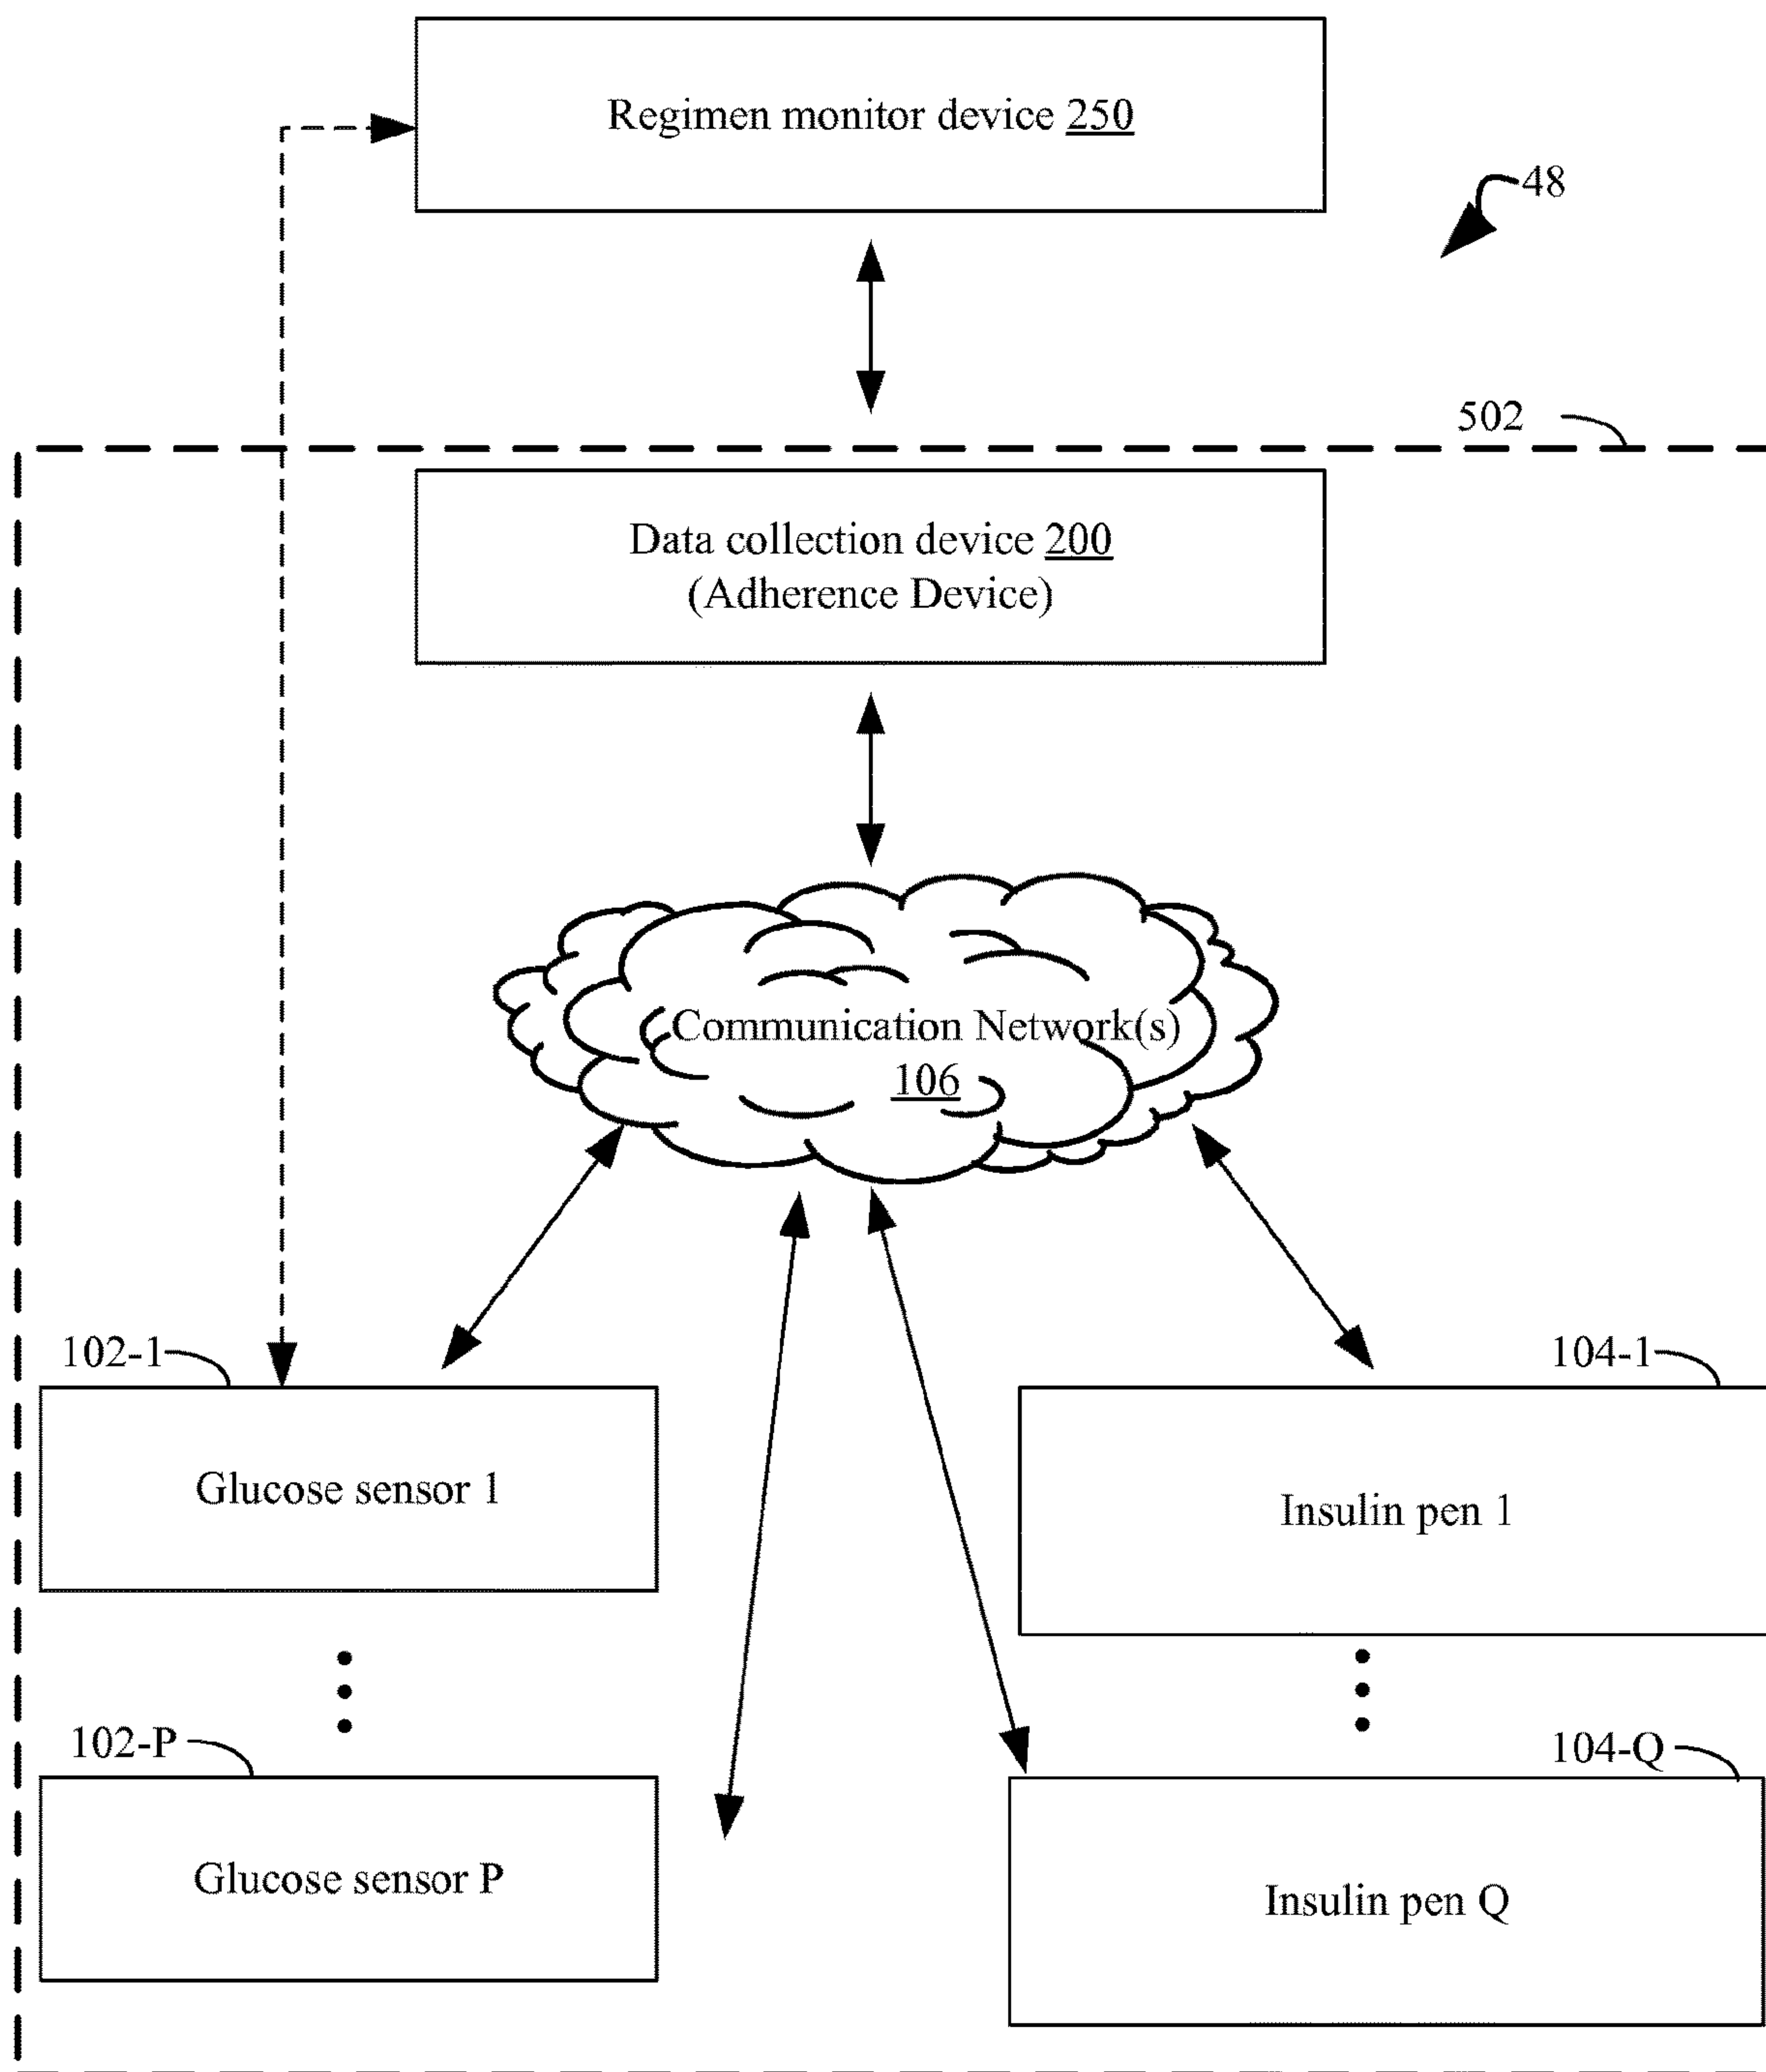 Regimen monitor device 250
48
502
Data collection device 200
(Adherence Device)
Communication Network(s)
106
102-1
104-1
Glucose sensor 1
Insulin pen 1
102-P
104-Q
Glucose sensor P
Insulin pen Q